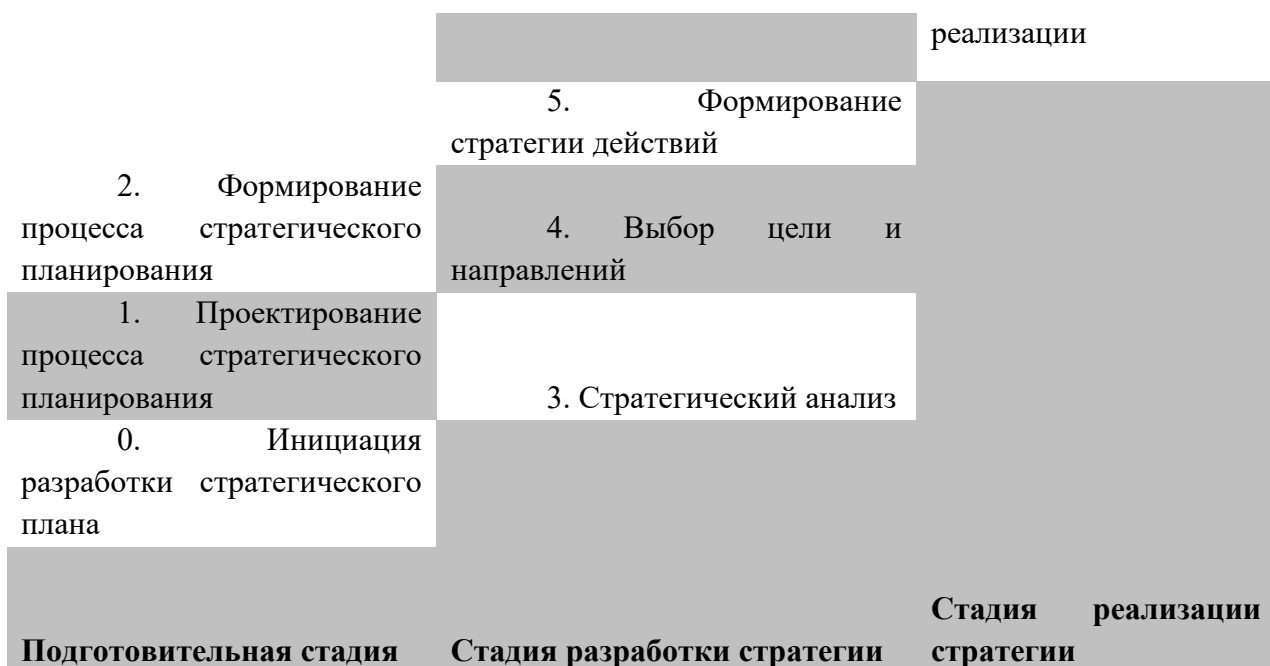 реализации
5. Формирование
стратегии действий
2. Формирование
процесса стратегического
планирования
4. Выбор цели и
направлений
1. Проектирование
процесса стратегического
планирования
3. Стратегический анализ
0. Инициация
разработки стратегического
плана
Подготовительная стадия
Стадия разработки стратегии
Стадия реализации
стратегии